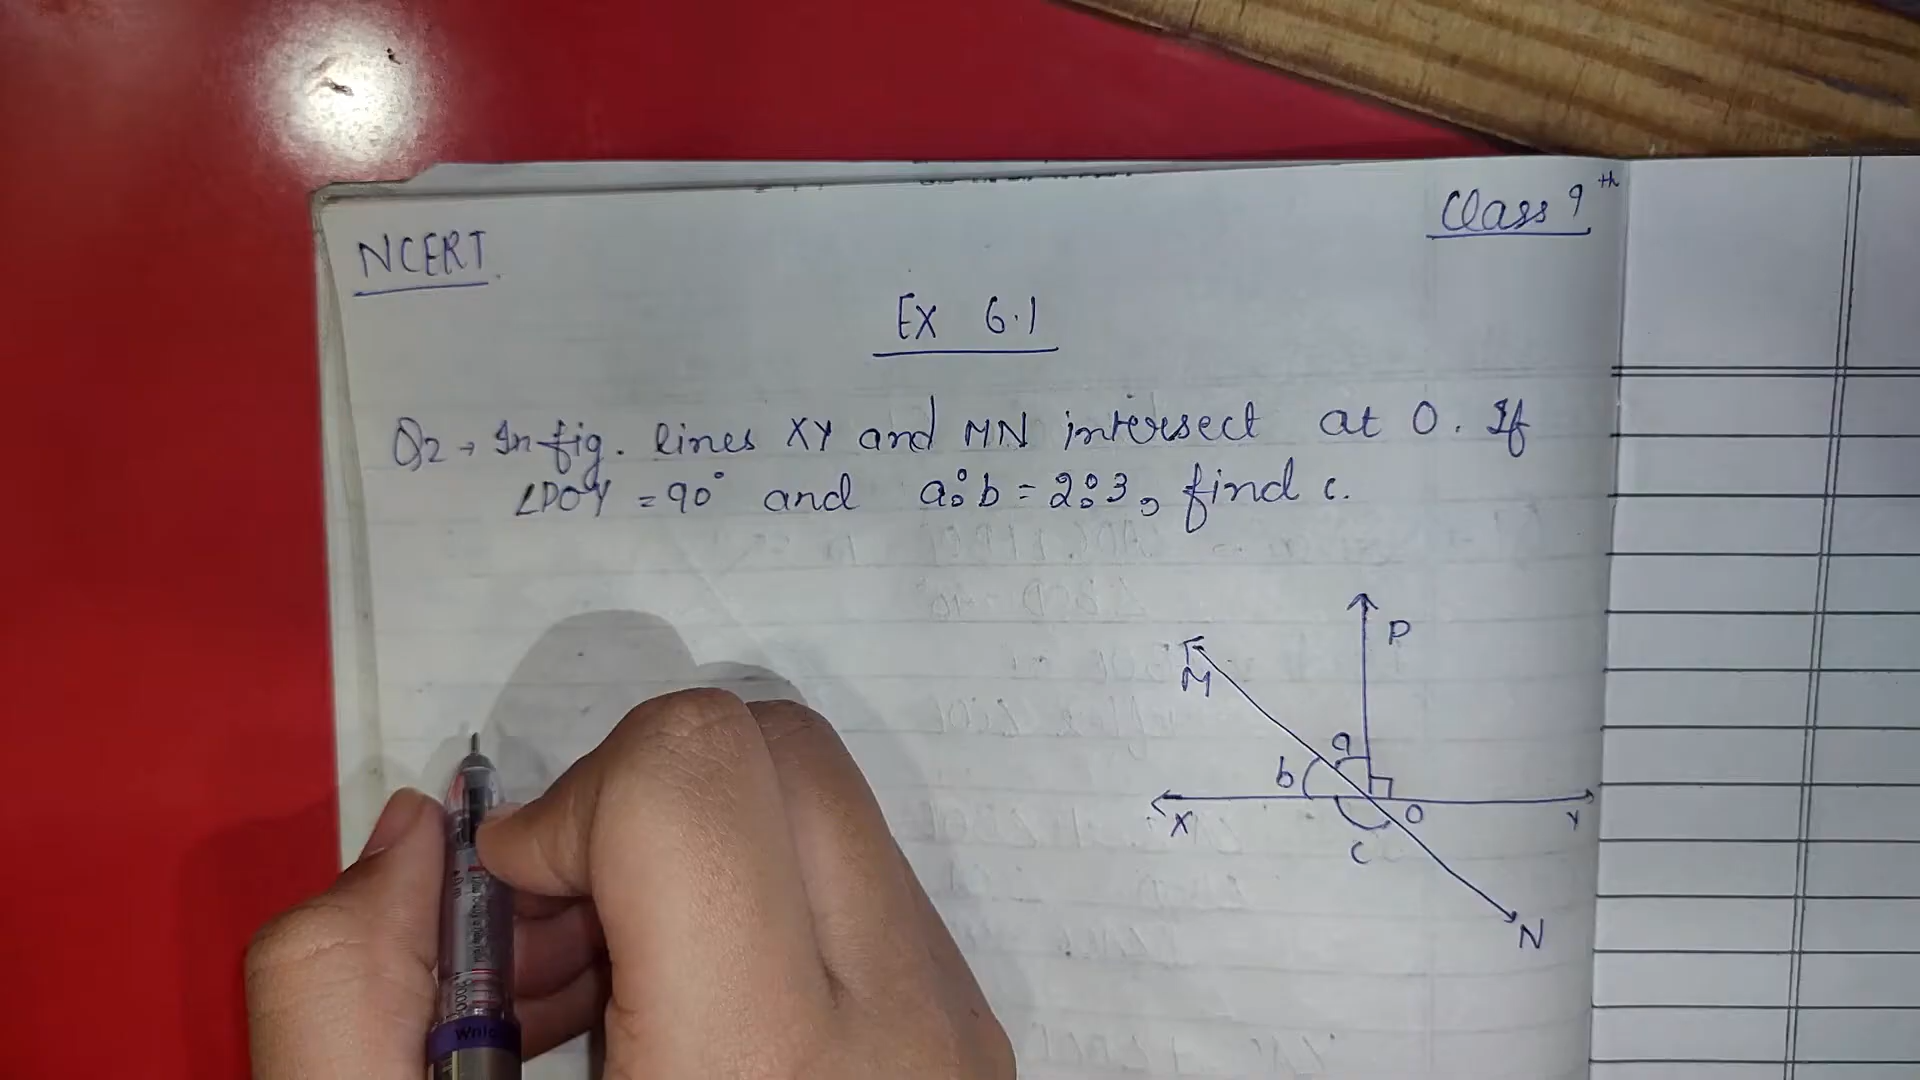 NCERT
Class 9th
Ex 6.1
Q2→ In fig. lines XY and MN intersect at O. If
∠POY = 90° and a:b = 2:3, find c.
P
M
a
b
X
O
Y
C
N